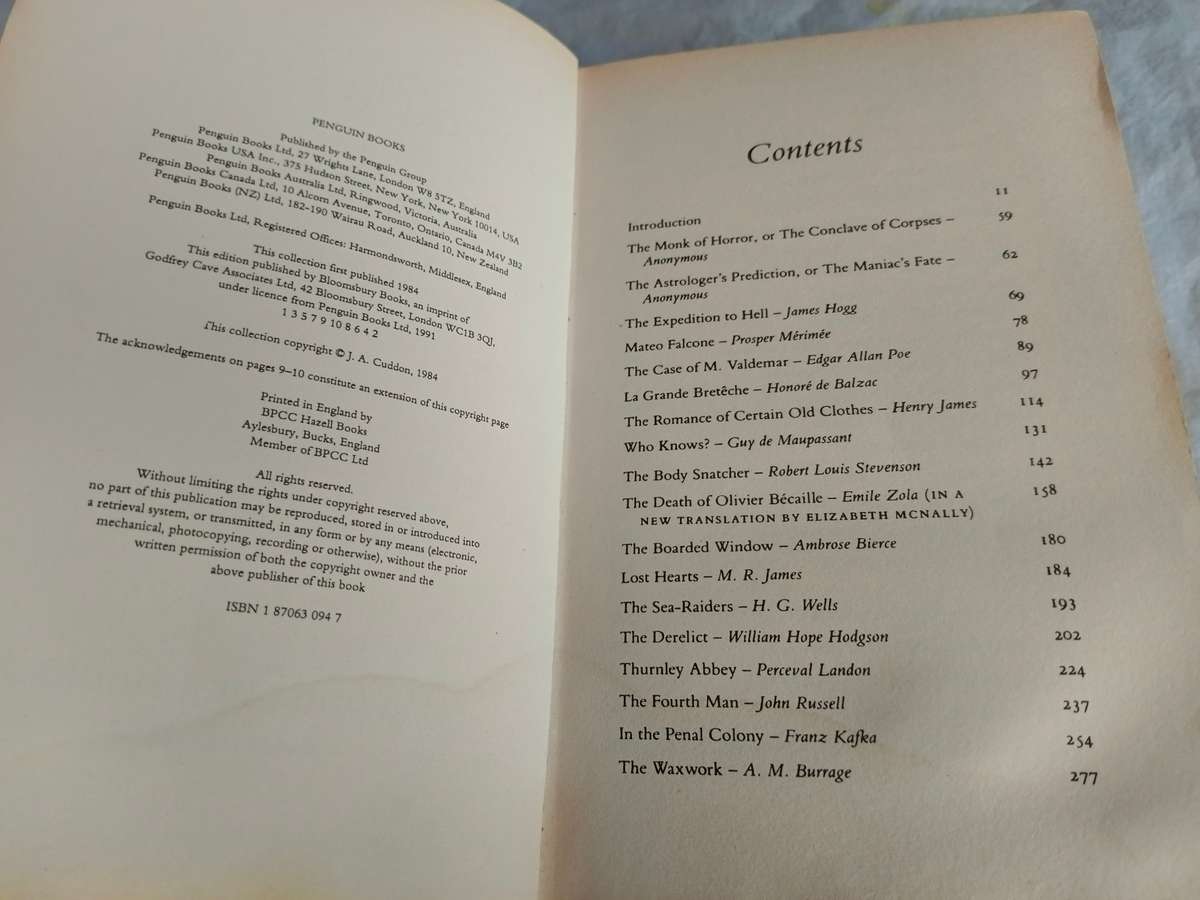 PENGUIN BOOKS
Published by the Penguin Group
Penguin Books Ltd, 27 Wrights Lane, London W8 5TZ, England
Penguin Books USA Inc., 375 Hudson Street, New York, New York 10014, USA
Penguin Books Australia Ltd, Ringwood, Victoria, Australia
Penguin Books Canada Ltd, 10 Alcorn Avenue, Toronto, Ontario, Canada M4V 3B2
Penguin Books (NZ) Ltd, 182-190 Wairau Road, Auckland 10, New Zealand
Penguin Books Ltd, Registered Offices: Harmondsworth, Middlesex, England
This collection first published 1984
This edition published by Bloomsbury Books, an imprint of
Godfrey Cave Associates Ltd, 42 Bloomsbury Street, London WC1B 3QJ,
under licence from Penguin Books Ltd, 1991
1 3 5 7 9 10 8 6 4 2
This collection copyright © J. A. Cuddon, 1984
The acknowledgements on pages 9–10 constitute an extension of this copyright page
Printed in England by
BPCC Hazell Books
Aylesbury, Bucks, England
Member of BPCC Ltd
All rights reserved.
Without limiting the rights under copyright reserved above,
no part of this publication may be reproduced, stored in or introduced into
a retrieval system, or transmitted, in any form or by any means (electronic,
mechanical, photocopying, recording or otherwise), without the prior
written permission of both the copyright owner and the
above publisher of this book
ISBN 1 87063 094 7
Contents
Introduction 11
The Monk of Horror, or The Conclave of Corpses – 59
Anonymous
The Astrologer's Prediction, or The Maniac's Fate – 62
Anonymous
The Expedition to Hell – James Hogg 69
Mateo Falcone – Prosper Mérimée 78
The Case of M. Valdemar – Edgar Allan Poe 89
La Grande Bretêche – Honoré de Balzac 97
The Romance of Certain Old Clothes – Henry James 114
Who Knows? – Guy de Maupassant 131
The Body Snatcher – Robert Louis Stevenson 142
The Death of Olivier Bécaille – Emile Zola (IN A 158
NEW TRANSLATION BY ELIZABETH MCNALLY)
The Boarded Window – Ambrose Bierce 180
Lost Hearts – M. R. James 184
The Sea-Raiders – H. G. Wells 193
The Derelict – William Hope Hodgson 202
Thurnley Abbey – Perceval Landon 224
The Fourth Man – John Russell 237
In the Penal Colony – Franz Kafka 254
The Waxwork – A. M. Burrage 277